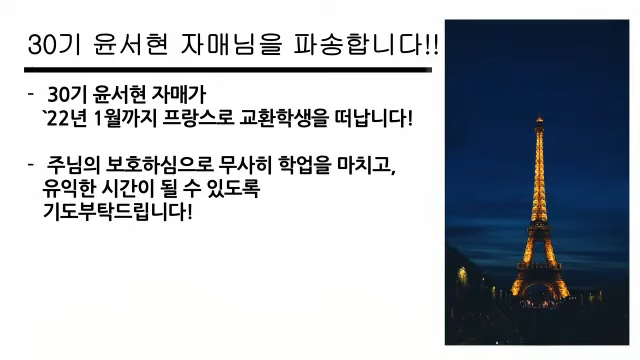 30기 윤서현 자매님을 파송합니다!!
- 30기 윤서현 자매가
`22년 1월까지 프랑스로 교환학생을 떠납니다!
- 주님의 보호하심으로 무사히 학업을 마치고,
유익한 시간이 될 수 있도록
기도부탁드립니다!